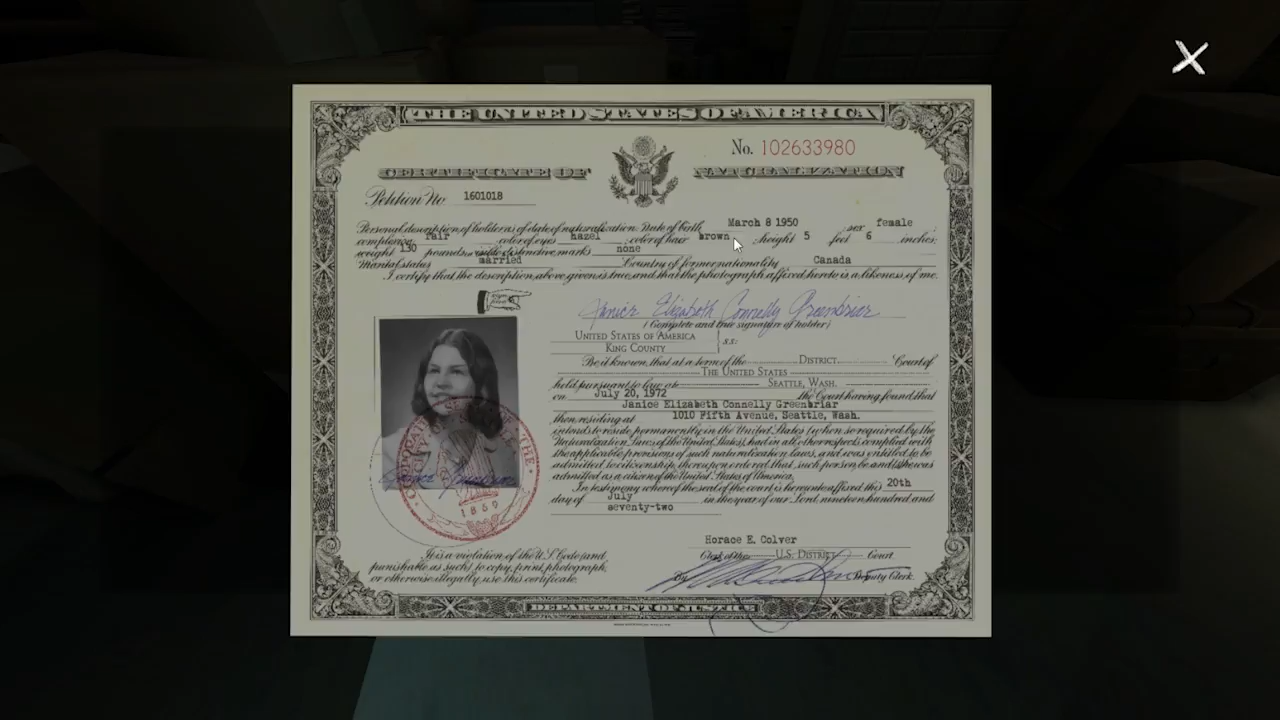 THE UNITED STATES OF AMERICA
No. 102633980
CERTIFICATE OF NATURALIZATION
Petition No. 1601018
Personal description of holder as of date of naturalization: Date of birth March 8 1950 sex female
complexion fair color of eyes hazel color of hair brown height 5 feet 6 inches;
weight 130 pounds; visible distinctive marks none
Marital status married Country of former nationality Canada
I certify that the description above given is true, and that the photograph affixed hereto is a likeness of me.
Janice Elizabeth Connelly Greenbriar
(Complete and true signature of holder)
UNITED STATES OF AMERICA
KING COUNTY
ss:
Be it known, that at a term of the DISTRICT Court of
THE UNITED STATES
held pursuant to law at SEATTLE, WASH.
on July 20, 1972 the Court having found that
Janice Elizabeth Connelly Greenbriar
then residing at 1010 Fifth Avenue, Seattle, Wash.
intends to reside permanently in the United States (when so required by the
Naturalization Laws of the United States), had in all other respects complied with
the applicable provisions of such naturalization laws, and was entitled to be
admitted to citizenship, thereupon ordered that such person be and (s)he was
admitted as a citizen of the United States of America.
In testimony whereof the seal of the court is hereunto affixed this 20th
day of July in the year of our Lord, nineteen hundred and
seventy-two
Horace E. Colver
Clerk of the U.S. DISTRICT Court
By Deputy Clerk.
1869
It is a violation of the U.S. Code (and
punishable as such) to copy, print, photograph,
or otherwise illegally use this certificate.
DEPARTMENT OF JUSTICE